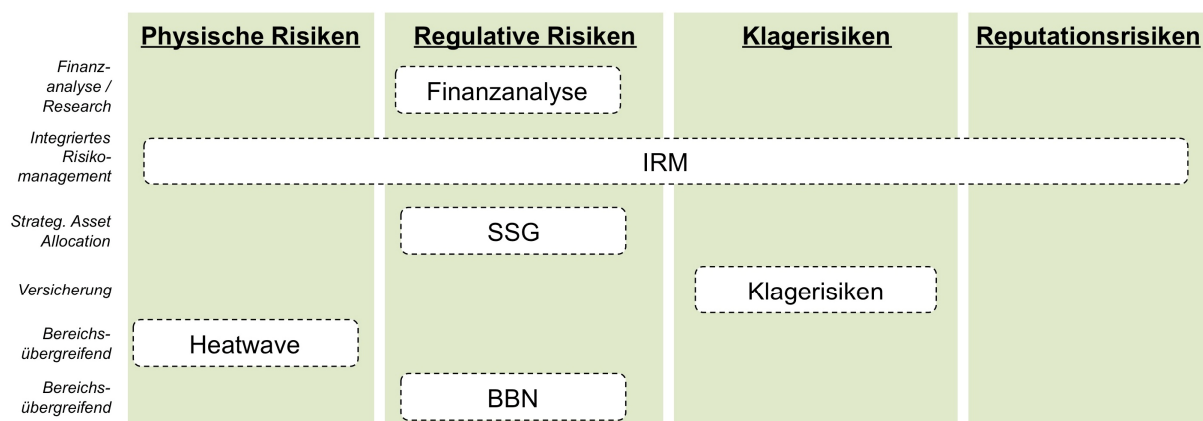 Physische Risiken Regulative Risiken Klagerisiken Reputationsrisiken
Finanz-
analyse /
Research
Finanzanalyse
Integriertes
Risiko-
management
IRM
Strateg. Asset
Allocation
SSG
Versicherung
Klagerisiken
Bereichs-
übergreifend
Heatwave
Bereichs-
übergreifend
BBN